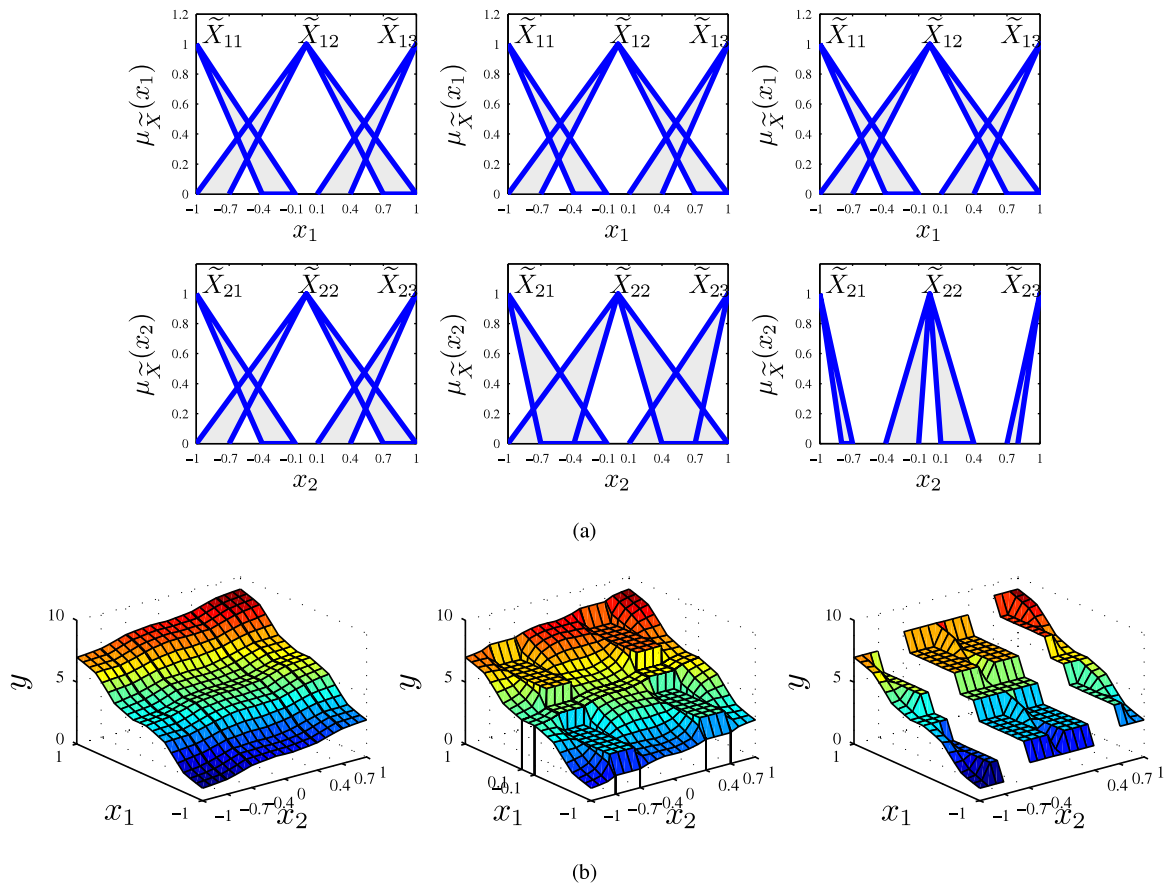 1.2
1
0.8
0.6
0.4
0.2
0
μ_X̃(x₁)
X̃₁₁ X̃₁₂ X̃₁₃
−1 −0.7 −0.4 −0.1 0.1 0.4 0.7 1
x₁
1.2
1
0.8
0.6
0.4
0.2
0
μ_X̃(x₁)
X̃₁₁ X̃₁₂ X̃₁₃
−1 −0.7 −0.4 −0.1 0.1 0.4 0.7 1
x₁
1.2
1
0.8
0.6
0.4
0.2
0
μ_X̃(x₁)
X̃₁₁ X̃₁₂ X̃₁₃
−1 −0.7 −0.4 −0.1 0.1 0.4 0.7 1
x₁
1
0.8
0.6
0.4
0.2
0
μ_X̃(x₂)
X̃₂₁ X̃₂₂ X̃₂₃
−1 −0.7 −0.4 −0.1 0.1 0.4 0.7 1
x₂
1
0.8
0.6
0.4
0.2
0
μ_X̃(x₂)
X̃₂₁ X̃₂₂ X̃₂₃
−1 −0.7 −0.4 −0.1 0.1 0.4 0.7 1
x₂
1
0.8
0.6
0.4
0.2
0
μ_X̃(x₂)
X̃₂₁ X̃₂₂ X̃₂₃
−1 −0.7 −0.4 −0.1 0.1 0.4 0.7 1
x₂
(a)
10
5
0
y
1
−1
x₁
−1 −0.7 −0.4 0 0.4 0.7 1
x₂
10
5
0
y
1
0.1
−0.1
−1
x₁
−1 −0.7 −0.4 0 0.4 0.7 1
x₂
10
5
0
y
1
−1
x₁
−1 −0.7 −0.4 0 0.4 0.7 1
x₂
(b)